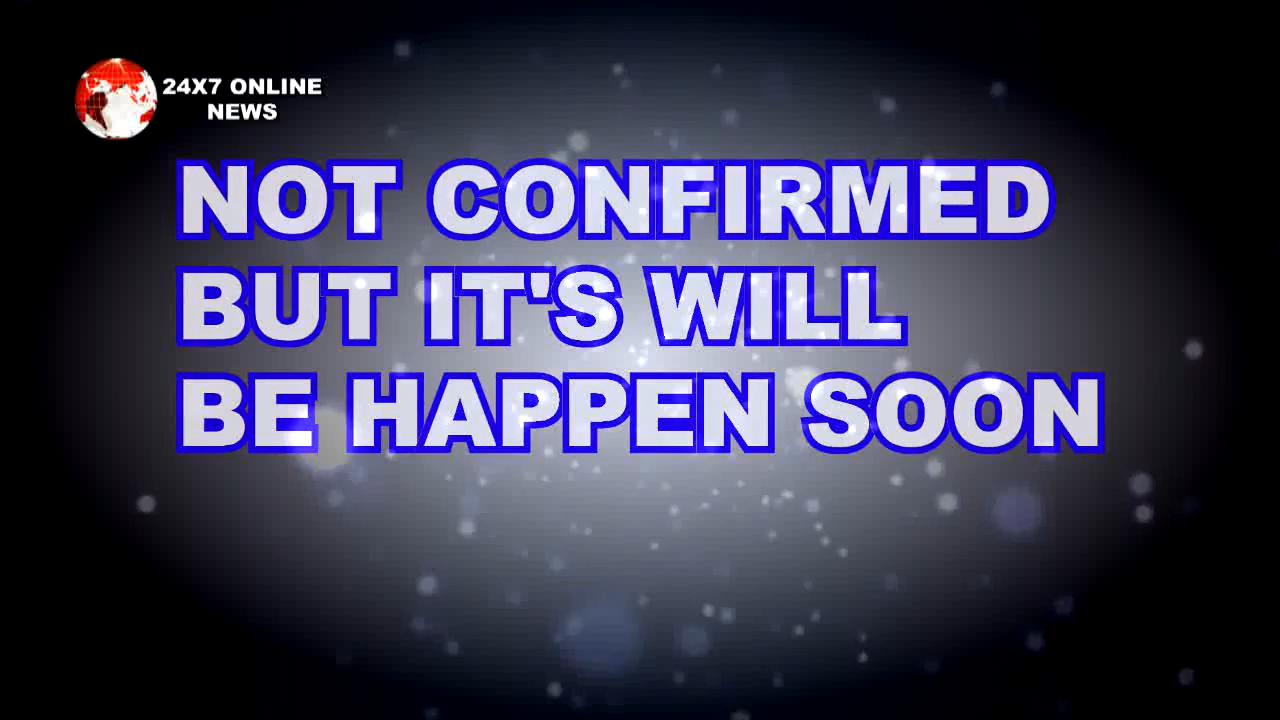 24X7 ONLINE
NEWS
NOT CONFIRMED
BUT IT'S WILL
BE HAPPEN SOON